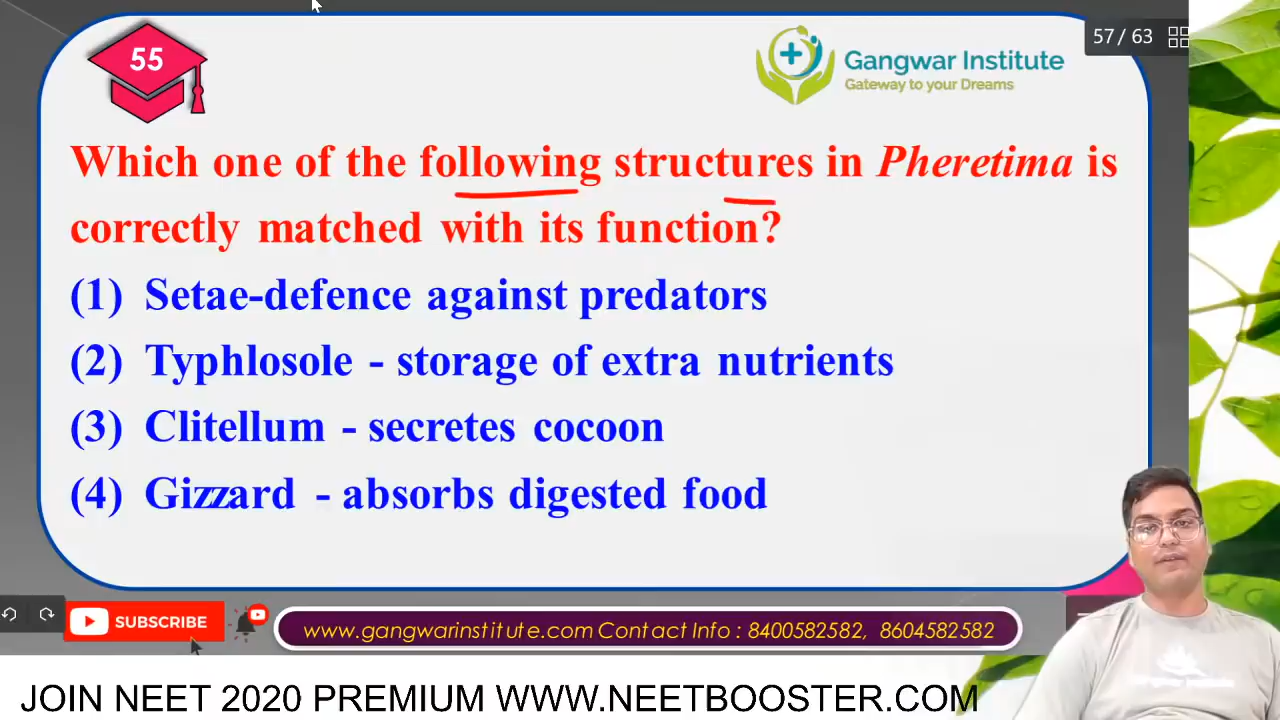 55
Gangwar Institute
Gateway to your Dreams
57 / 63
Which one of the following structures in Pheretima is
correctly matched with its function?
(1) Setae-defence against predators
(2) Typhlosole - storage of extra nutrients
(3) Clitellum - secretes cocoon
(4) Gizzard - absorbs digested food
SUBSCRIBE
www.gangwarinstitute.com Contact Info : 8400582582, 8604582582
JOIN NEET 2020 PREMIUM WWW.NEETBOOSTER.COM